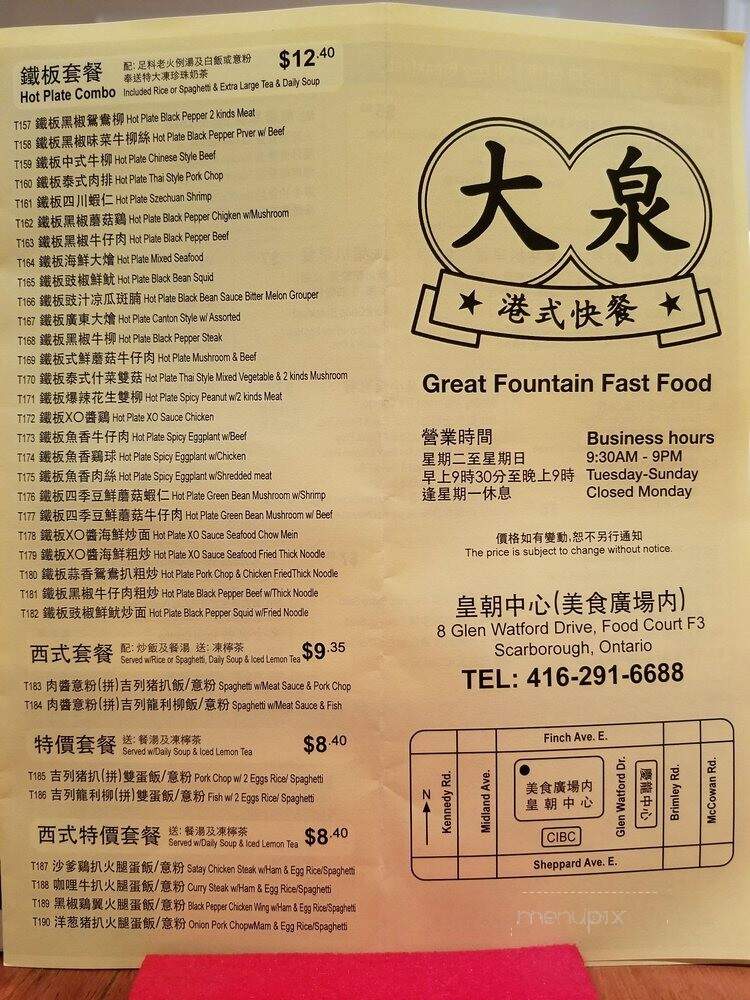 鐵板套餐 配: 足料老火例湯及白飯或意粉 $12.40
奉送特大凍珍珠奶茶
Hot Plate Combo Included Rice or Spaghetti & Extra Large Tea & Daily Soup
T157 鐵板黑椒鴛鴦柳 Hot Plate Black Pepper 2 kinds Meat
T158 鐵板黑椒味菜牛柳絲 Hot Plate Black Pepper Prver w/ Beef
T159 鐵板中式牛柳 Hot Plate Chinese Style Beef
T160 鐵板泰式肉排 Hot Plate Thai Style Pork Chop
T161 鐵板四川蝦仁 Hot Plate Szechuan Shrimp
T162 鐵板黑椒蘑菇鷄 Hot Plate Black Pepper Chigken w/Mushroom
T163 鐵板黑椒牛仔肉 Hot Plate Black Pepper Beef
T164 鐵板海鮮大燴 Hot Plate Mixed Seafood
T165 鐵板豉椒鮮魷 Hot Plate Black Bean Squid
T166 鐵板豉汁凉瓜斑腩 Hot Plate Black Bean Sauce Bitter Melon Grouper
T167 鐵板廣東大燴 Hot Plate Canton Style w/ Assorted
T168 鐵板黑椒牛柳 Hot Plate Black Pepper Steak
T169 鐵板式鮮蘑菇牛仔肉 Hot Plate Mushroom & Beef
T170 鐵板泰式什菜雙菇 Hot Plate Thai Style Mixed Vegetable & 2 kinds Mushroom
T171 鐵板爆辣花生雙柳 Hot Plate Spicy Peanut w/2 kinds Meat
T172 鐵板XO醬鷄 Hot Plate XO Sauce Chicken
T173 鐵板魚香牛仔肉 Hot Plate Spicy Eggplant w/Beef
T174 鐵板魚香鷄球 Hot Plate Spicy Eggplant w/Chicken
T175 鐵板魚香肉絲 Hot Plate Spicy Eggplant w/Shredded meat
T176 鐵板四季豆鮮蘑菇蝦仁 Hot Plate Green Bean Mushroom w/Shrimp
T177 鐵板四季豆鮮蘑菇牛仔肉 Hot Plate Green Bean Mushroom w/ Beef
T178 鐵板XO醬海鮮炒面 Hot Plate XO Sauce Seafood Chow Mein
T179 鐵板XO醬海鮮粗炒 Hot Plate XO Sauce Seafood Fried Thick Noodle
T180 鐵板蒜香鴛鴦扒粗炒 Hot Plate Pork Chop & Chicken FriedThick Noodle
T181 鐵板黑椒牛仔肉粗炒 Hot Plate Black Pepper Beef w/Thick Noodle
T182 鐵板豉椒鮮魷炒面 Hot Plate Black Pepper Squid w/Fried Noodle
西式套餐 配: 炒飯及餐湯 送: 凍檸茶 $9.35
Served w/Rice or Spaghetti, Daily Soup & Iced Lemon Tea
T183 肉醬意粉(拼)吉列猪扒飯/意粉 Spaghetti w/Meat Sauce & Pork Chop
T184 肉醬意粉(拼)吉列龍利柳飯/意粉 Spaghetti w/Meat Sauce & Fish
特價套餐 送: 餐湯及凍檸茶 $8.40
Served w/Daily Soup & Iced Lemon Tea
T185 吉列猪扒(拼)雙蛋飯/意粉 Pork Chop w/ 2 Eggs Rice/ Spaghetti
T186 吉列龍利柳(拼)雙蛋飯/意粉 Fish w/ 2 Eggs Rice/ Spaghetti
西式特價套餐 送: 餐湯及凍檸茶 $8.40
Served w/Daily Soup & Iced Lemon Tea
T187 沙爹鷄扒火腿蛋飯/意粉 Satay Chicken Steak w/Ham & Egg Rice/Spaghetti
T188 咖哩牛扒火腿蛋飯/意粉 Curry Steak w/Ham & Egg Rice/Spaghetti
T189 黑椒鷄翼火腿蛋飯/意粉 Black Pepper Chicken Wing w/Ham & Egg Rice/Spaghetti
T190 洋葱猪扒火腿蛋飯/意粉 Onion Pork ChopwMam & Egg Rice/Spaghetti
大泉
港式快餐
Great Fountain Fast Food
營業時間 Business hours
星期二至星期日 9:30AM - 9PM
早上9時30分至晚上9時 Tuesday-Sunday
逢星期一休息 Closed Monday
價格如有變動,恕不另行通知
The price is subject to change without notice.
皇朝中心(美食廣場内)
8 Glen Watford Drive, Food Court F3
Scarborough, Ontario
TEL: 416-291-6688
Finch Ave. E.
N
Kennedy Rd.
Midland Ave.
美食廣場内
皇朝中心
CIBC
Glen Watford Dr.
慶龍中心
Brimley Rd.
McCowan Rd.
Sheppard Ave. E.
menupix